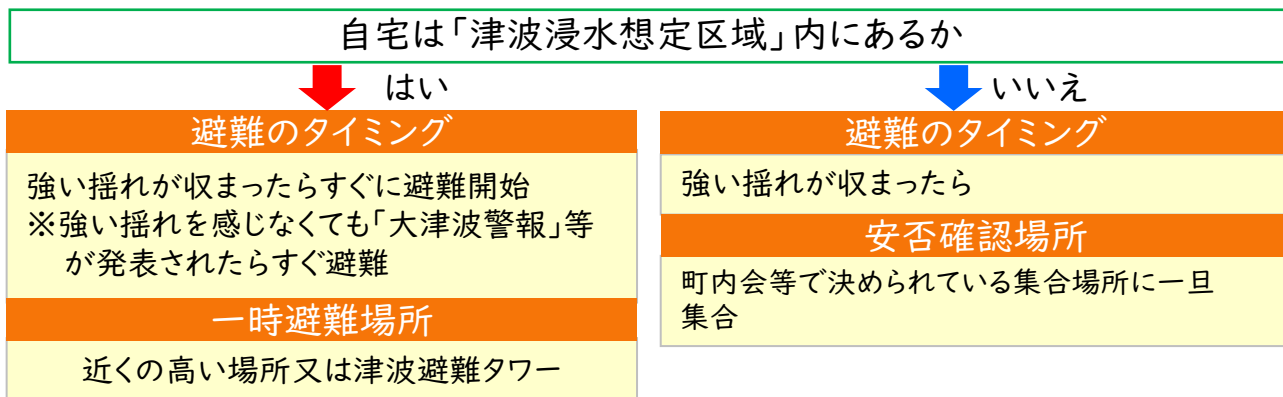 自宅は「津波浸水想定区域」内にあるか
はい
避難のタイミング
強い揺れが収まったらすぐに避難開始
※強い揺れを感じなくても「大津波警報」等
が発表されたらすぐ避難
一時避難場所
近くの高い場所又は津波避難タワー
いいえ
避難のタイミング
強い揺れが収まったら
安否確認場所
町内会等で決められている集合場所に一旦
集合